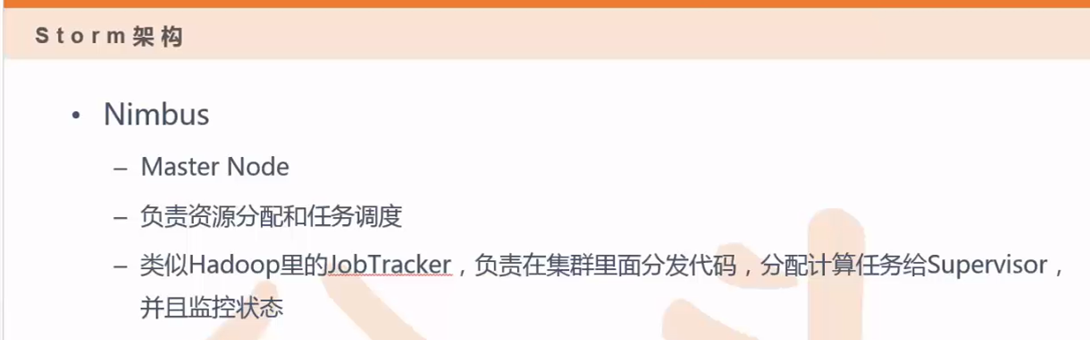 Storm架构
• Nimbus
– Master Node
– 负责资源分配和任务调度
– 类似Hadoop里的JobTracker，负责在集群里面分发代码，分配计算任务给Supervisor，
并且监控状态